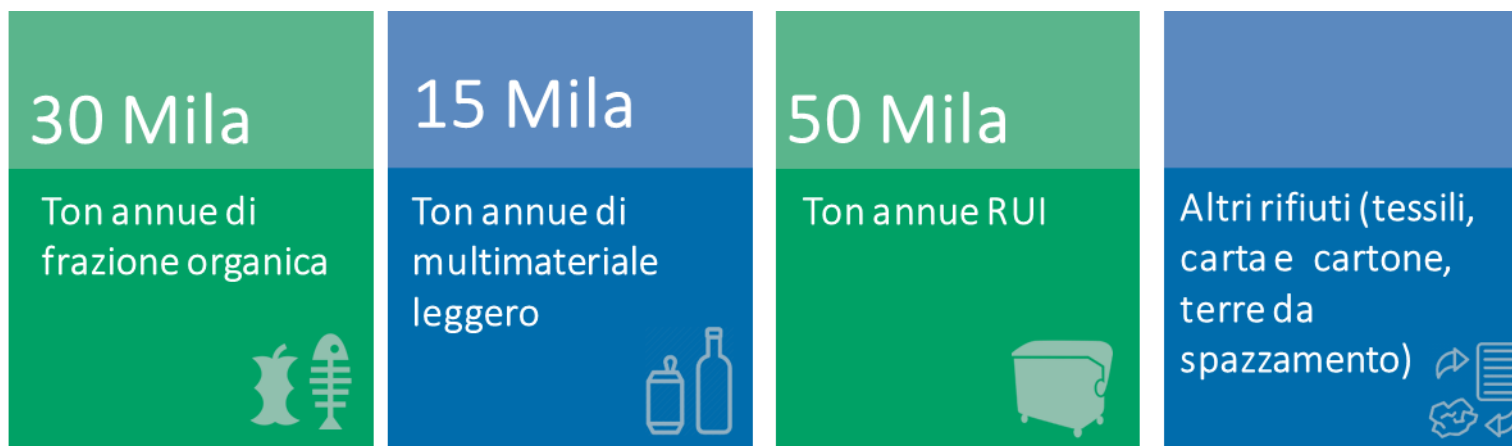 30 Mila
Ton annue di
frazione organica
15 Mila
Ton annue di
multimateriale
leggero
50 Mila
Ton annue RUI
Altri rifiuti (tessili,
carta e cartone,
terre da
spazzamento)